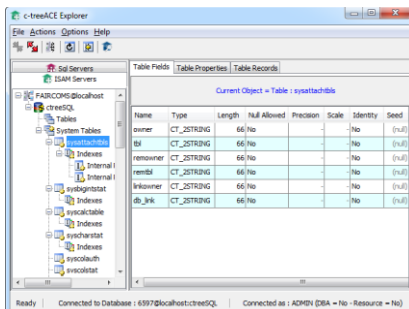 c-treeACE Explorer
File Actions Options Help
Sql Servers
ISAM Servers
FAIRCOMS@localhost
ctreeSQL
Tables
System Tables
sysattachtbls
Indexes
Internal
Internal
sysbigintstat
Indexes
syscalctable
Indexes
syscharstat
Indexes
syscolauth
syscolstat
Table Fields Table Properties Table Records
Current Object = Table : sysattachtbls
Name Type Length Null Allowed Precision Scale Identity Seed
owner CT_2STRING 66 No - - No (null)
tbl CT_2STRING 66 No - - No (null)
remowner CT_2STRING 66 No - - No (null)
remtbl CT_2STRING 66 No - - No (null)
linkowner CT_2STRING 66 No - - No (null)
db_link CT_2STRING 66 No - - No (null)
Ready Connected to Database : 6597@localhost:ctreeSQL Connected as : ADMIN (DBA = No - Resource = No)